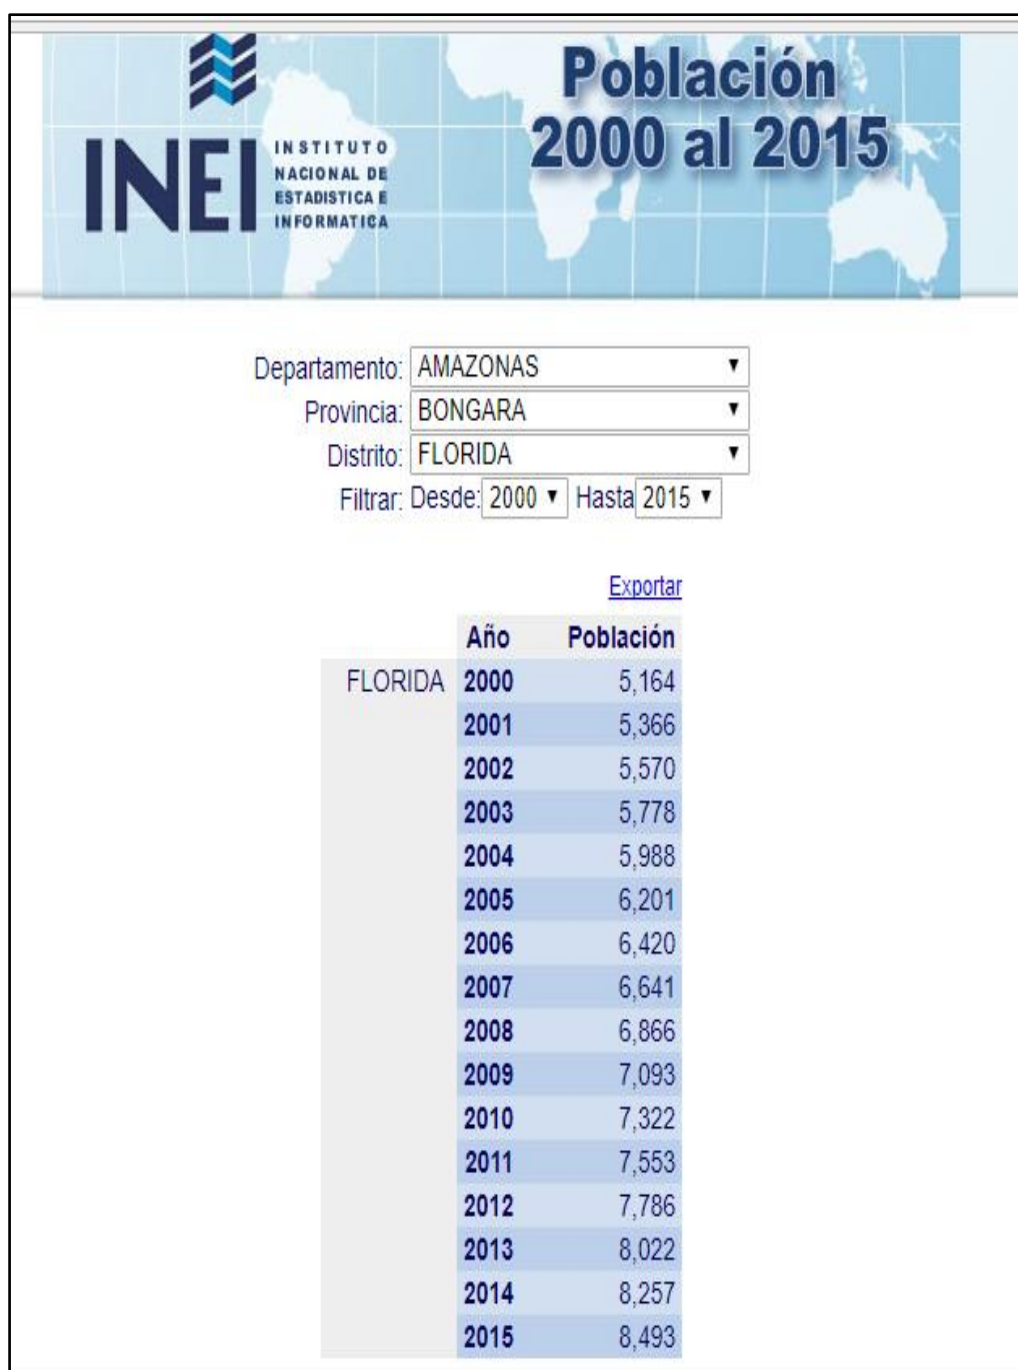 Población
2000 al 2015
INEI
INSTITUTO
NACIONAL DE
ESTADISTICA E
INFORMATICA
Departamento: AMAZONAS
Provincia: BONGARA
Distrito: FLORIDA
Filtrar: Desde: 2000 Hasta 2015
Exportar
Año Población
FLORIDA 2000 5,164
2001 5,366
2002 5,570
2003 5,778
2004 5,988
2005 6,201
2006 6,420
2007 6,641
2008 6,866
2009 7,093
2010 7,322
2011 7,553
2012 7,786
2013 8,022
2014 8,257
2015 8,493